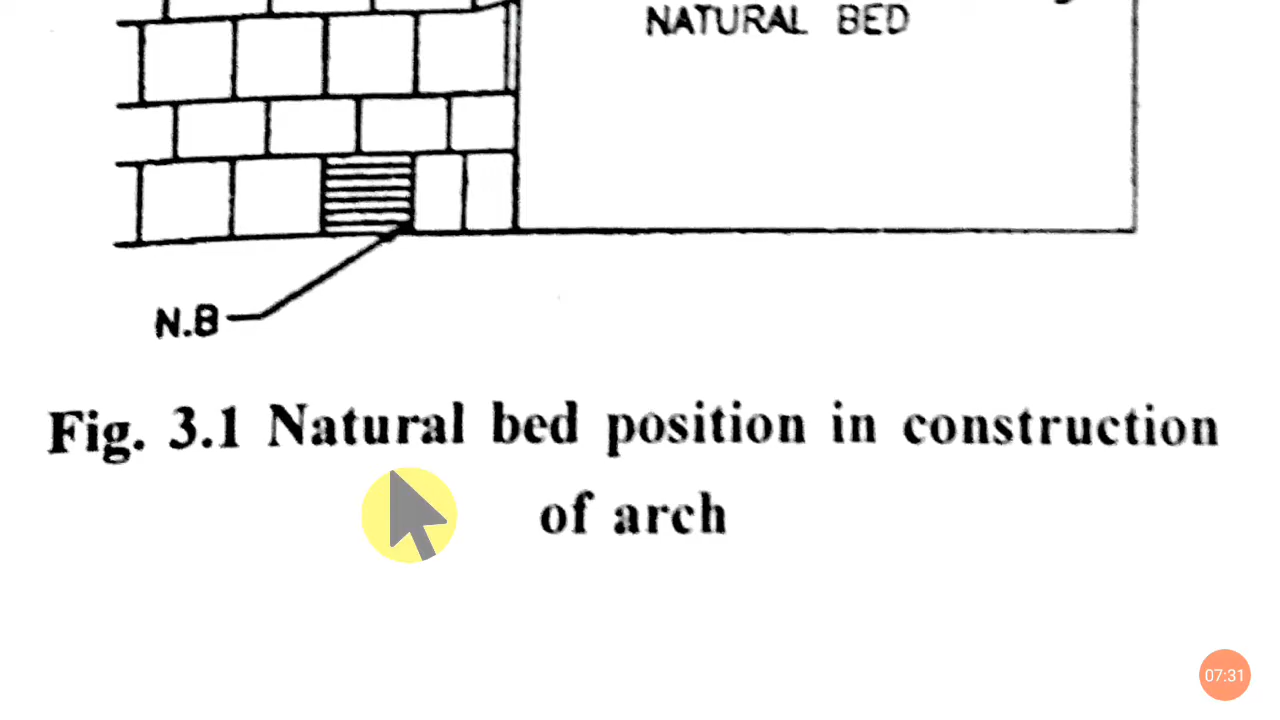 NATURAL BED
N.B
Fig. 3.1 Natural bed position in construction
of arch
07:31